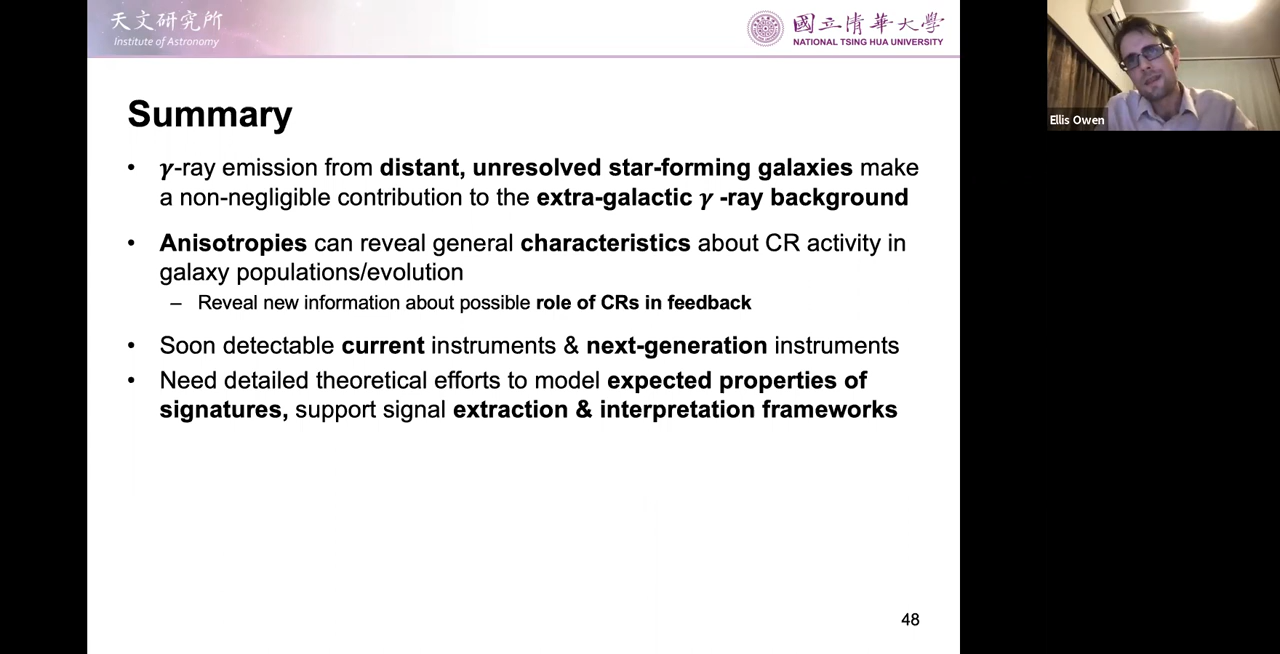 天文研究所
Institute of Astronomy
國立清華大學
NATIONAL TSING HUA UNIVERSITY
Summary
• γ-ray emission from distant, unresolved star-forming galaxies make
a non-negligible contribution to the extra-galactic γ -ray background
• Anisotropies can reveal general characteristics about CR activity in
galaxy populations/evolution
– Reveal new information about possible role of CRs in feedback
• Soon detectable current instruments & next-generation instruments
• Need detailed theoretical efforts to model expected properties of
signatures, support signal extraction & interpretation frameworks
48
Ellis Owen